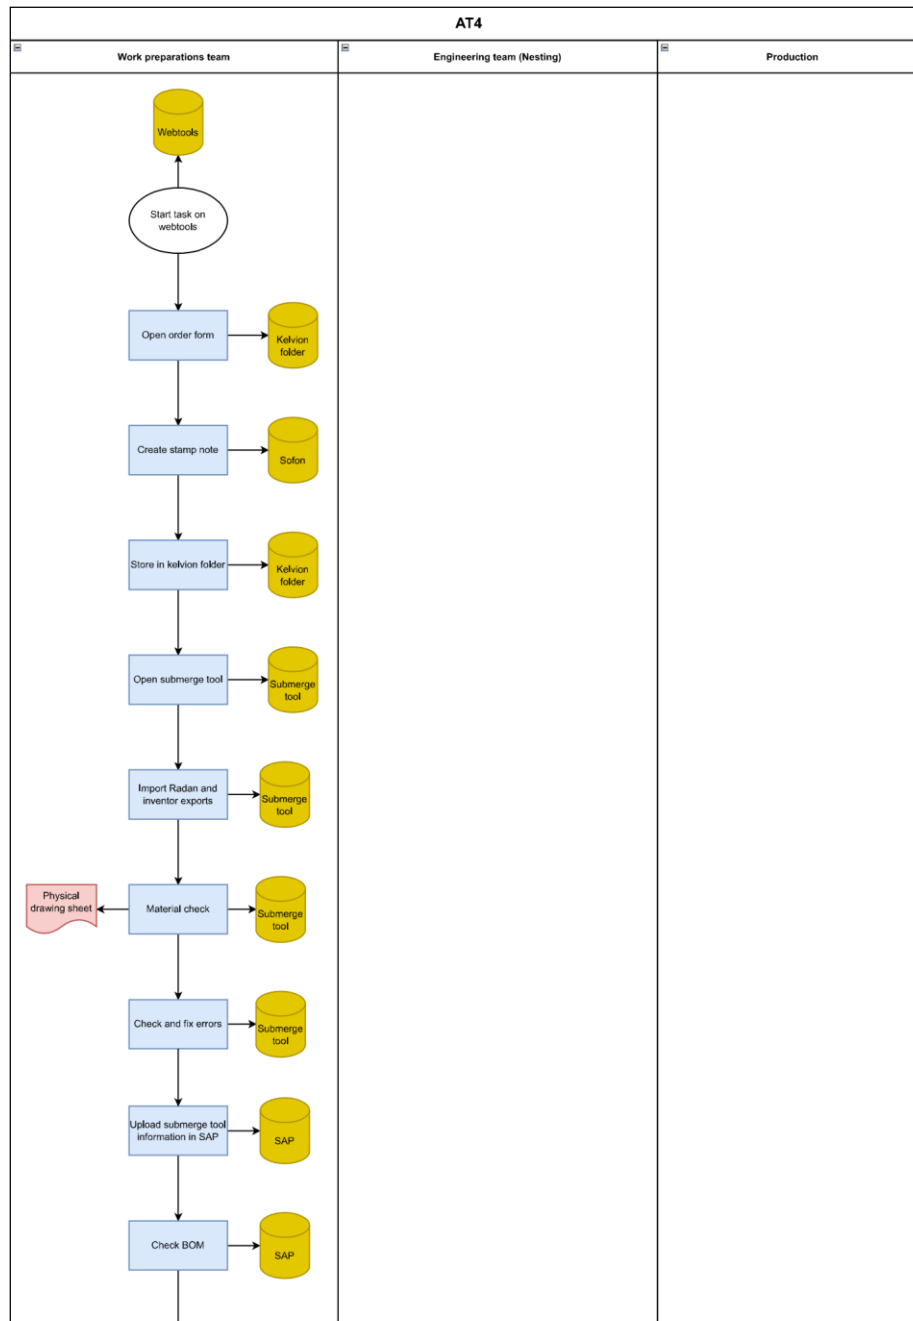 AT4
Work preparations team
Engineering team (Nesting)
Production
Webtools
Start task on
webtools
Open order form
Kelvion
folder
Create stamp note
Sofon
Store in kelvion folder
Kelvion
folder
Open submerge tool
Submerge
tool
Import Radan and
inventor exports
Submerge
tool
Physical
drawing sheet
Material check
Submerge
tool
Check and fix errors
Submerge
tool
Upload submerge tool
information in SAP
SAP
Check BOM
SAP